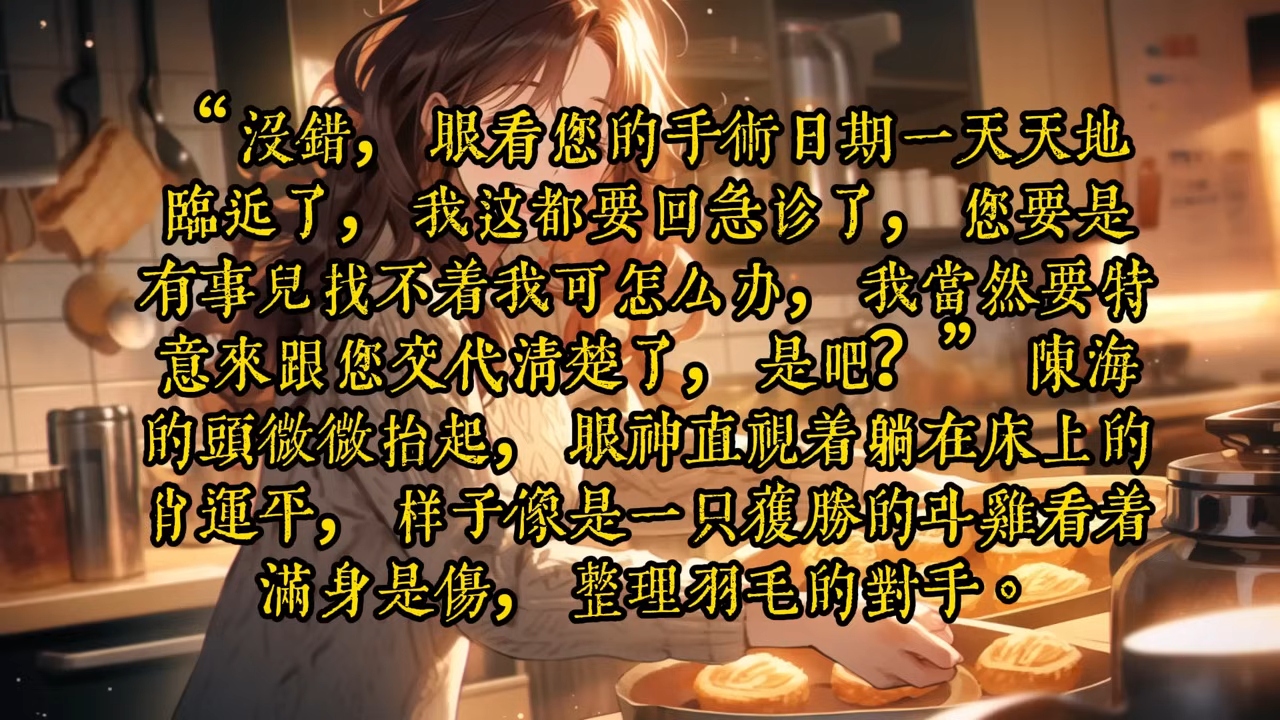 “没錯， 眼看您的手術日期一天天地
臨近了， 我这都要回急诊了， 您要是
有事兒找不着我可怎么办， 我當然要特
意來跟您交代清楚了， 是吧？” 陳海
的頭微微抬起， 眼神直視着躺在床上的
肖運平， 样子像是一只獲勝的斗雞看着
滿身是傷， 整理羽毛的對手。